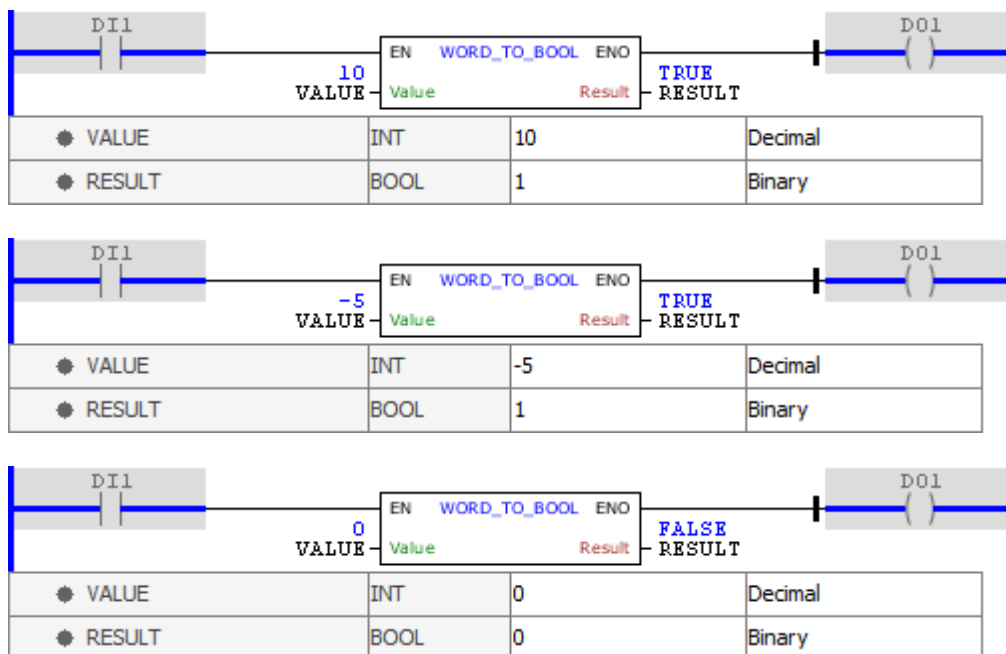 DI1 DO1
EN WORD_TO_BOOL ENO
10 TRUE
VALUE Value Result RESULT
VALUE INT 10 Decimal
RESULT BOOL 1 Binary
DI1 DO1
EN WORD_TO_BOOL ENO
-5 TRUE
VALUE Value Result RESULT
VALUE INT -5 Decimal
RESULT BOOL 1 Binary
DI1 DO1
EN WORD_TO_BOOL ENO
0 FALSE
VALUE Value Result RESULT
VALUE INT 0 Decimal
RESULT BOOL 0 Binary